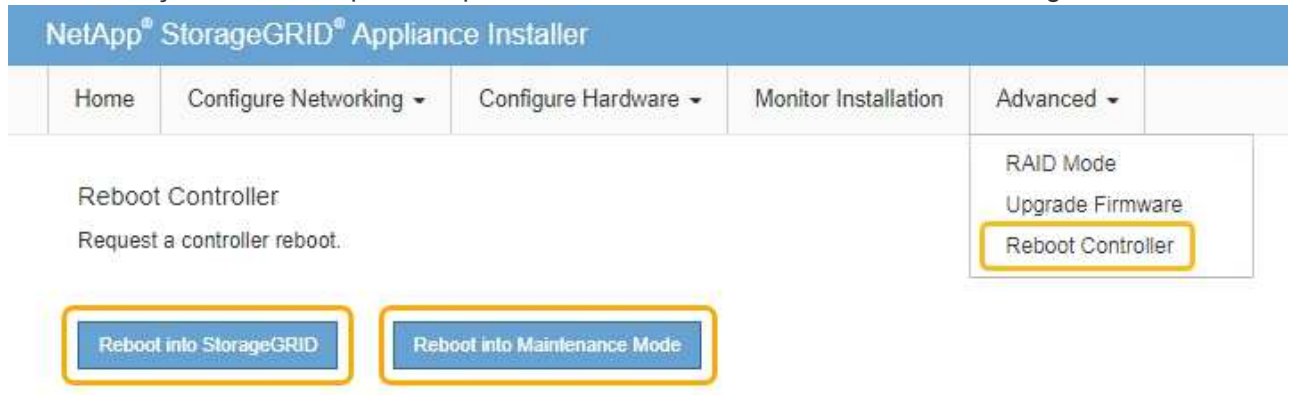 NetApp® StorageGRID® Appliance Installer
Home Configure Networking Configure Hardware Monitor Installation Advanced
RAID Mode
Upgrade Firmware
Reboot Controller
Reboot Controller
Request a controller reboot.
Reboot into StorageGRID Reboot into Maintenance Mode